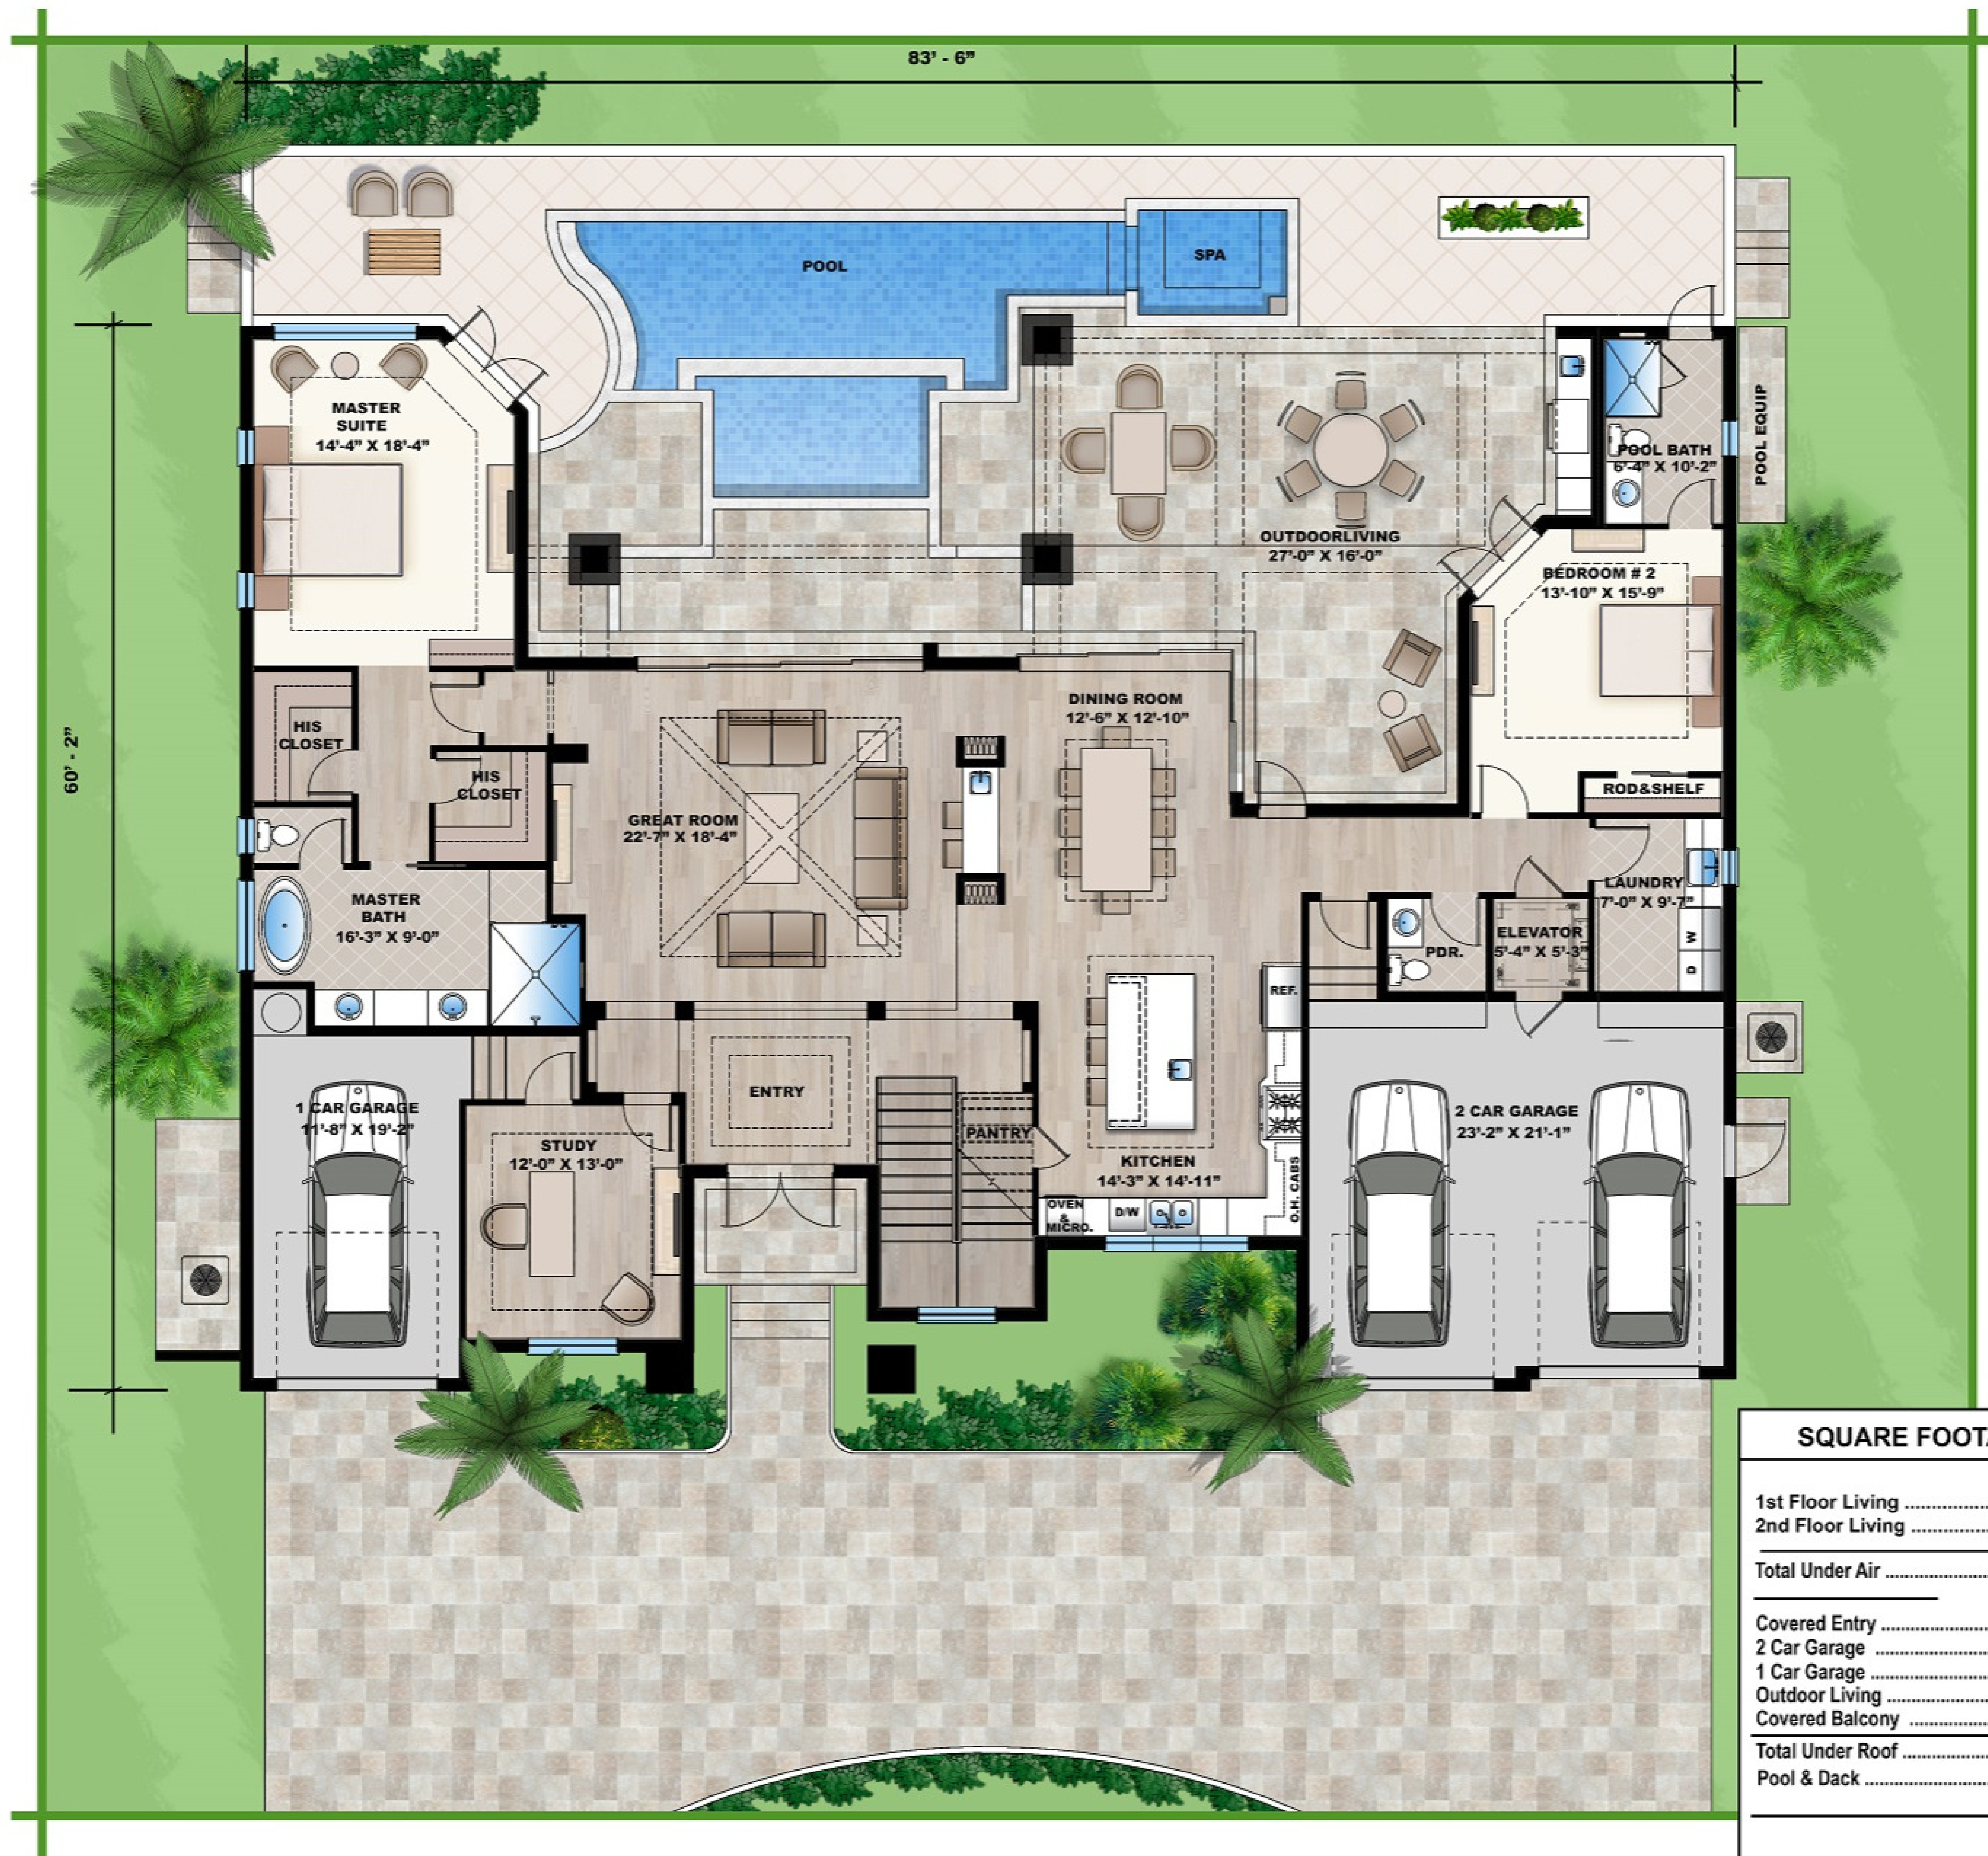 83' - 6"
POOL
SPA
60' - 2"
MASTER
SUITE
14'-4" X 18'-4"
POOL BATH
6'-4" X 10'-2"
POOL EQUIP
OUTDOORLIVING
27'-0" X 16'-0"
BEDROOM # 2
13'-10" X 15'-9"
ROD&SHELF
HIS
CLOSET
HIS
CLOSET
GREAT ROOM
22'-7" X 18'-4"
DINING ROOM
12'-6" X 12'-10"
MASTER
BATH
16'-3" X 9'-0"
PDR.
ELEVATOR
5'-4" X 5'-3"
LAUNDRY
7'-0" X 9'-7"
W
D
REF.
1 CAR GARAGE
11'-8" X 19'-2"
STUDY
12'-0" X 13'-0"
ENTRY
PANTRY
KITCHEN
14'-3" X 14'-11"
OVEN
&
MICRO.
D/W
O.H. CABS
2 CAR GARAGE
23'-2" X 21'-1"
SQUARE FOOTA
1st Floor Living
2nd Floor Living
Total Under Air
Covered Entry
2 Car Garage
1 Car Garage
Outdoor Living
Covered Balcony
Total Under Roof
Pool & Dack